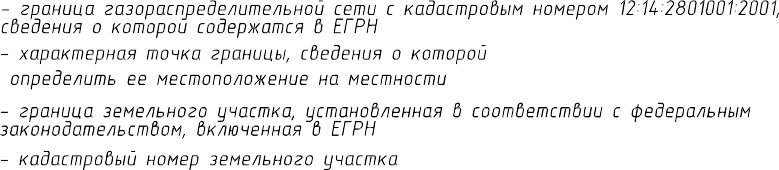 - граница газораспределительной сети с кадастровым номером 12:14:2801001:2001,
сведения о которой содержатся в ЕГРН
- характерная точка границы, сведения о которой
определить ее местоположение на местности
- граница земельного участка, установленная в соответствии с федеральным
законодательством, включенная в ЕГРН
- кадастровый номер земельного участка